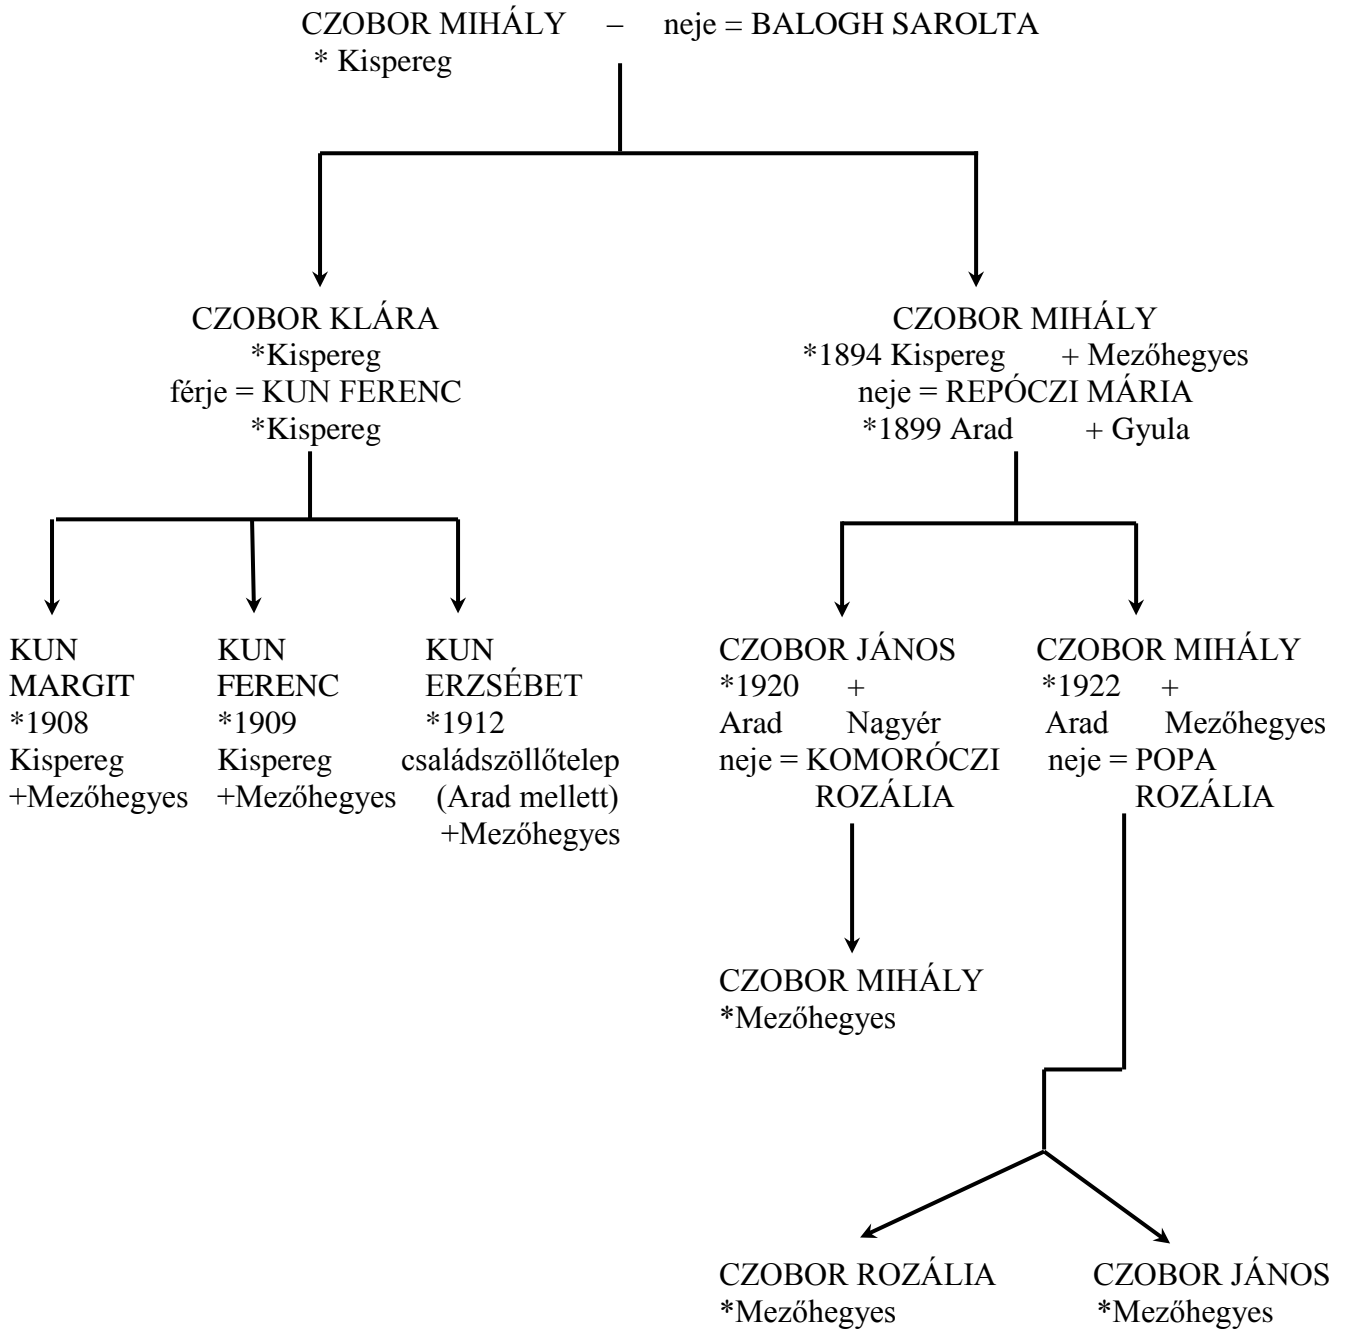 CZOBOR MIHÁLY – neje = BALOGH SAROLTA
* Kispereg
CZOBOR KLÁRA
*Kispereg
férje = KUN FERENC
*Kispereg
CZOBOR MIHÁLY
*1894 Kispereg + Mezőhegyes
neje = REPÓCZI MÁRIA
*1899 Arad + Gyula
KUN
MARGIT
*1908
Kispereg
+Mezőhegyes
KUN
FERENC
*1909
Kispereg
+Mezőhegyes
KUN
ERZSÉBET
*1912
családszöllőtelep
(Arad mellett)
+Mezőhegyes
CZOBOR JÁNOS
*1920 +
Arad Nagyér
neje = KOMORÓCZI
ROZÁLIA
CZOBOR MIHÁLY
*1922 +
Arad Mezőhegyes
neje = POPA
ROZÁLIA
CZOBOR MIHÁLY
*Mezőhegyes
CZOBOR ROZÁLIA
*Mezőhegyes
CZOBOR JÁNOS
*Mezőhegyes